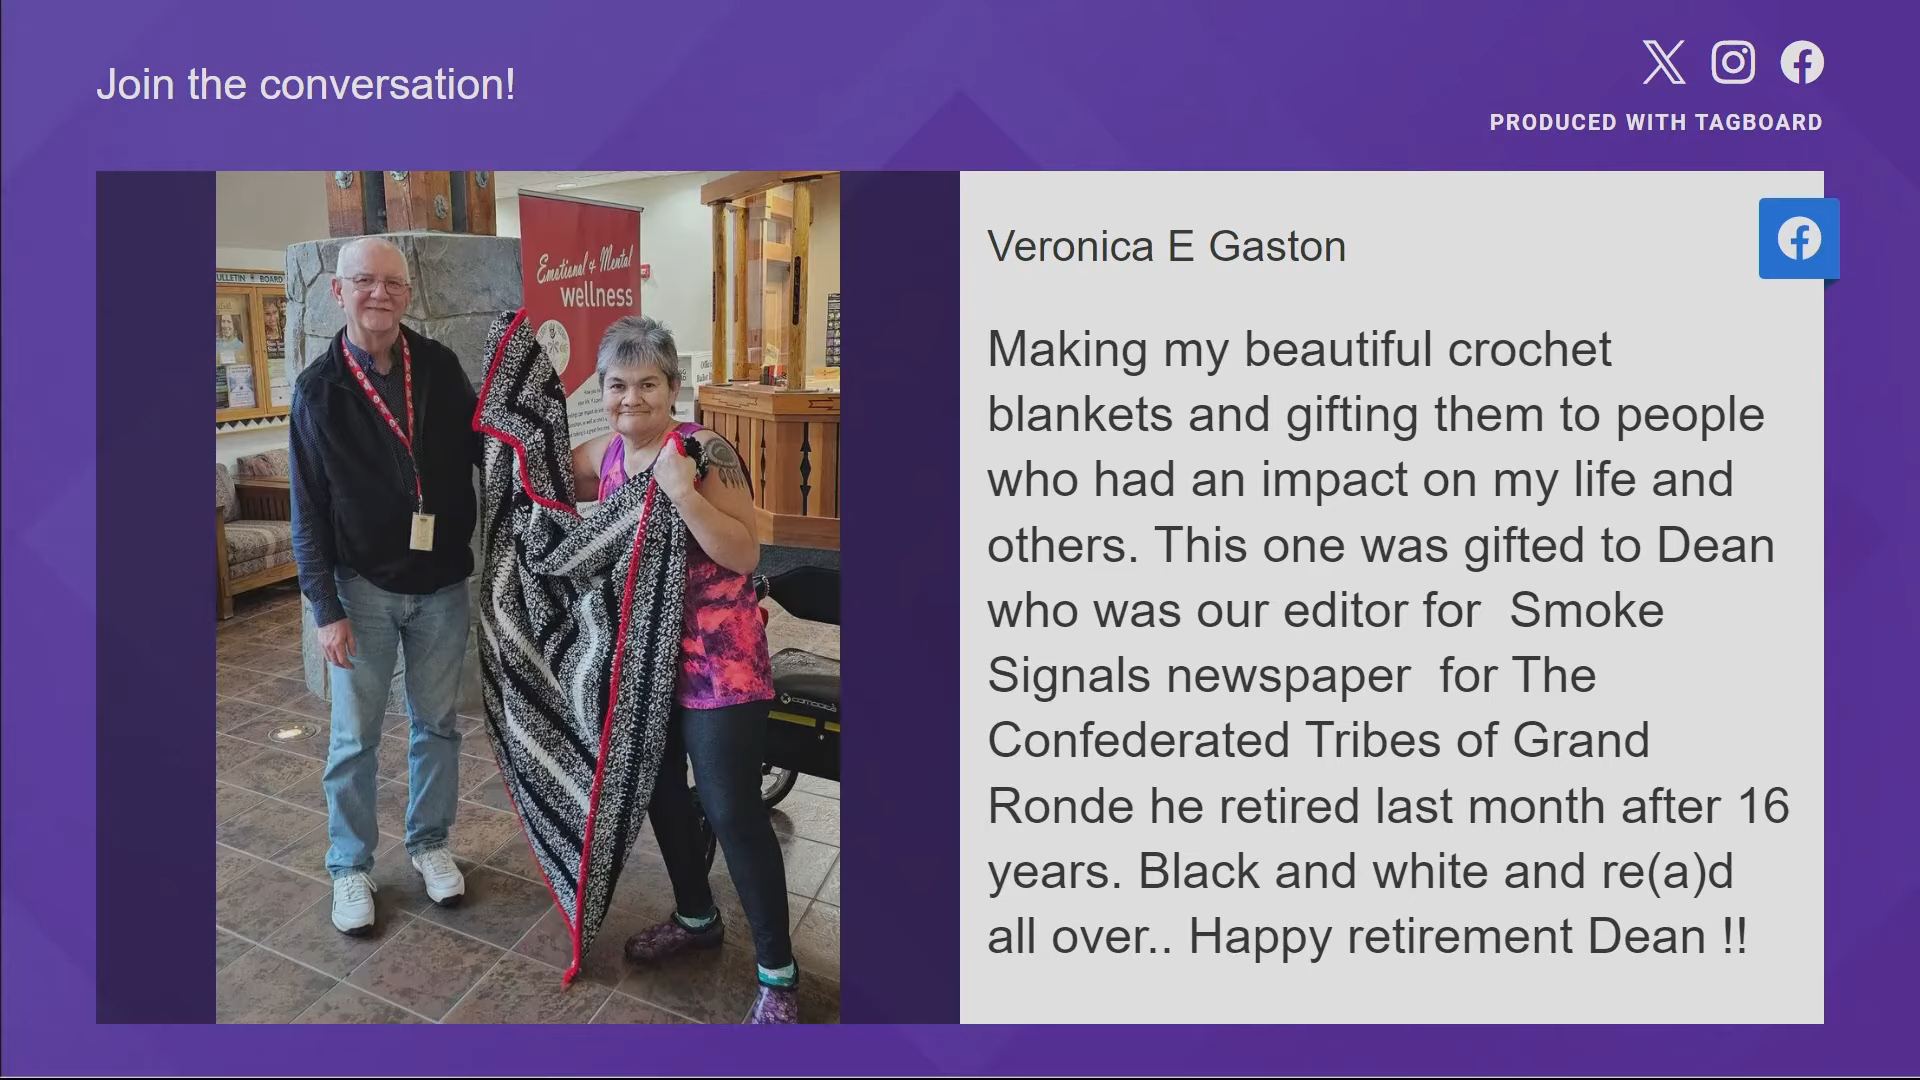 Join the conversation!
PRODUCED WITH TAGBOARD
ULLETIN BOARD
Emotional & Mental
wellness
Veronica E Gaston
Making my beautiful crochet
blankets and gifting them to people
who had an impact on my life and
others. This one was gifted to Dean
who was our editor for  Smoke
Signals newspaper  for The
Confederated Tribes of Grand
Ronde he retired last month after 16
years. Black and white and re(a)d
all over.. Happy retirement Dean !!